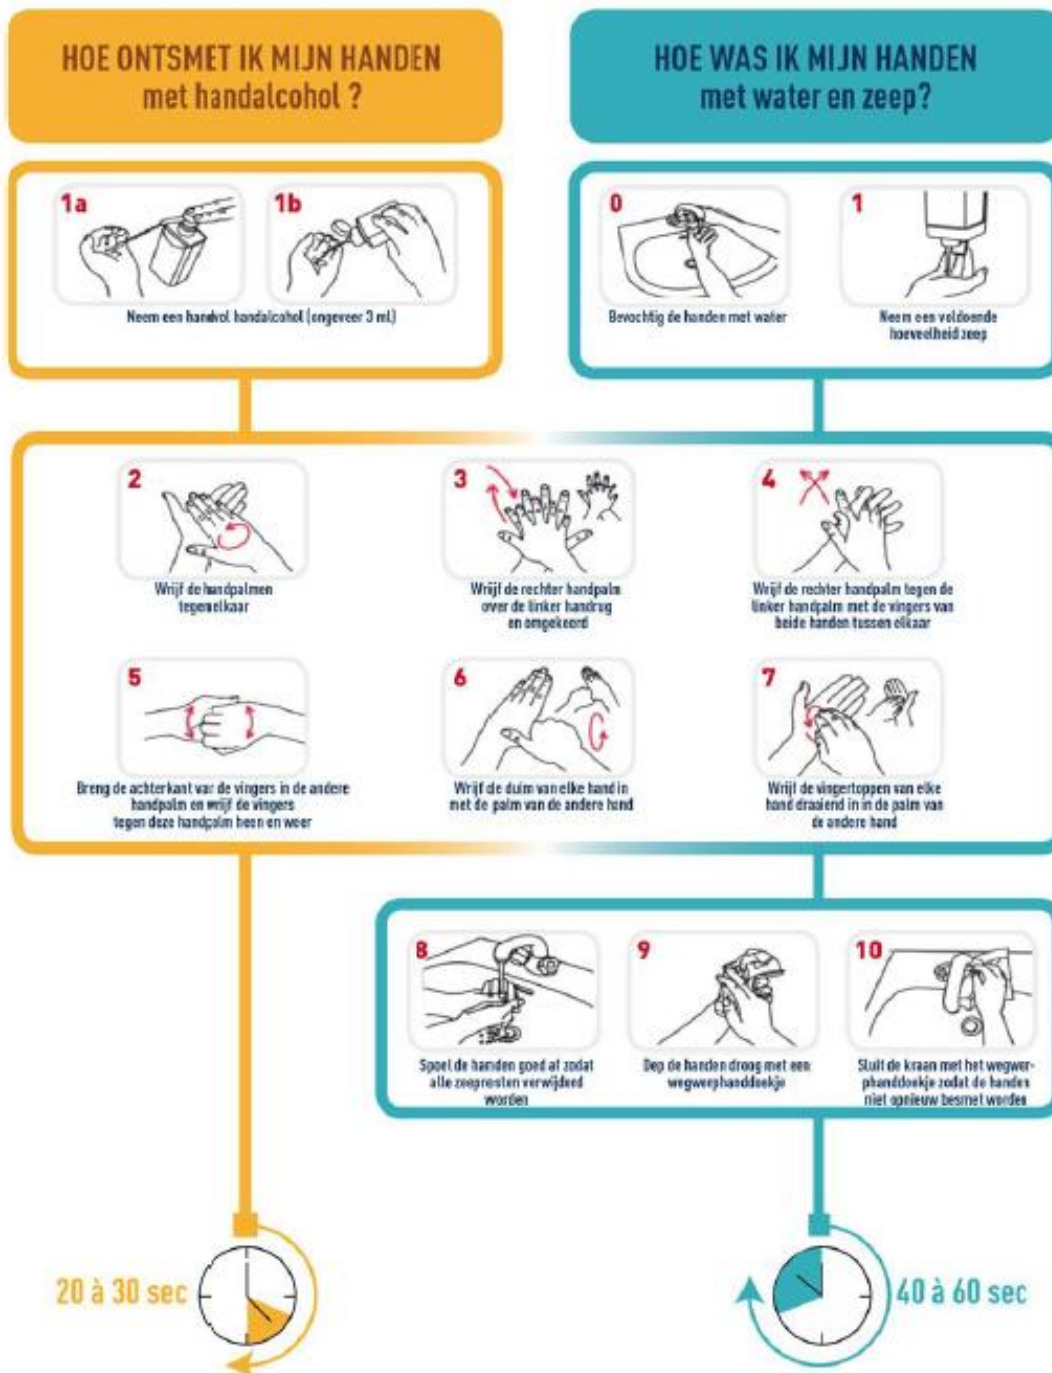 HOE ONTSMET IK MIJN HANDEN
met handalcohol ?
HOE WAS IK MIJN HANDEN
met water en zeep?
1a
1b
Neem een handvol handalcohol (ongeveer 3 ml)
0
1
Bevochtig de handen met water
Neem een voldoende
hoeveelheid zeep
2
Wrijf de handpalmen
tegen elkaar
3
Wrijf de rechter handpalm
over de linker handrug
en omgekeerd
4
Wrijf de rechter handpalm tegen de
linker handpalm met de vingers van
beide handen tussen elkaar
5
Breng de achterkant van de vingers in de andere
handpalm en wrijf de vingers
tegen deze handpalm heen en weer
6
Wrijf de duim van elke hand in
met de palm van de andere hand
7
Wrijf de vingertoppen van elke
hand draaiend in in de palm van
de andere hand
8
Spoel de handen goed af zodat
alle zeepresten verwijderd
worden
9
Dep de handen droog met een
wegwerphanddoekje
10
Sluit de kraan met het wegwer-
phanddoekje zodat de handen
niet opnieuw besmet worden
20 à 30 sec
40 à 60 sec